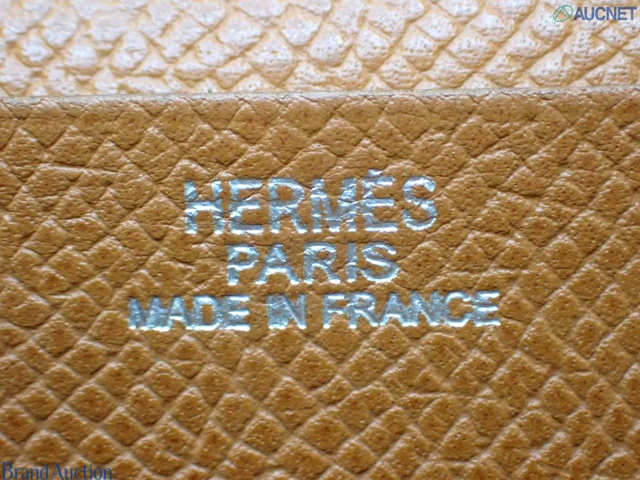 AUCNET
HERMÈS
PARIS
MADE IN FRANCE
BrandAuction